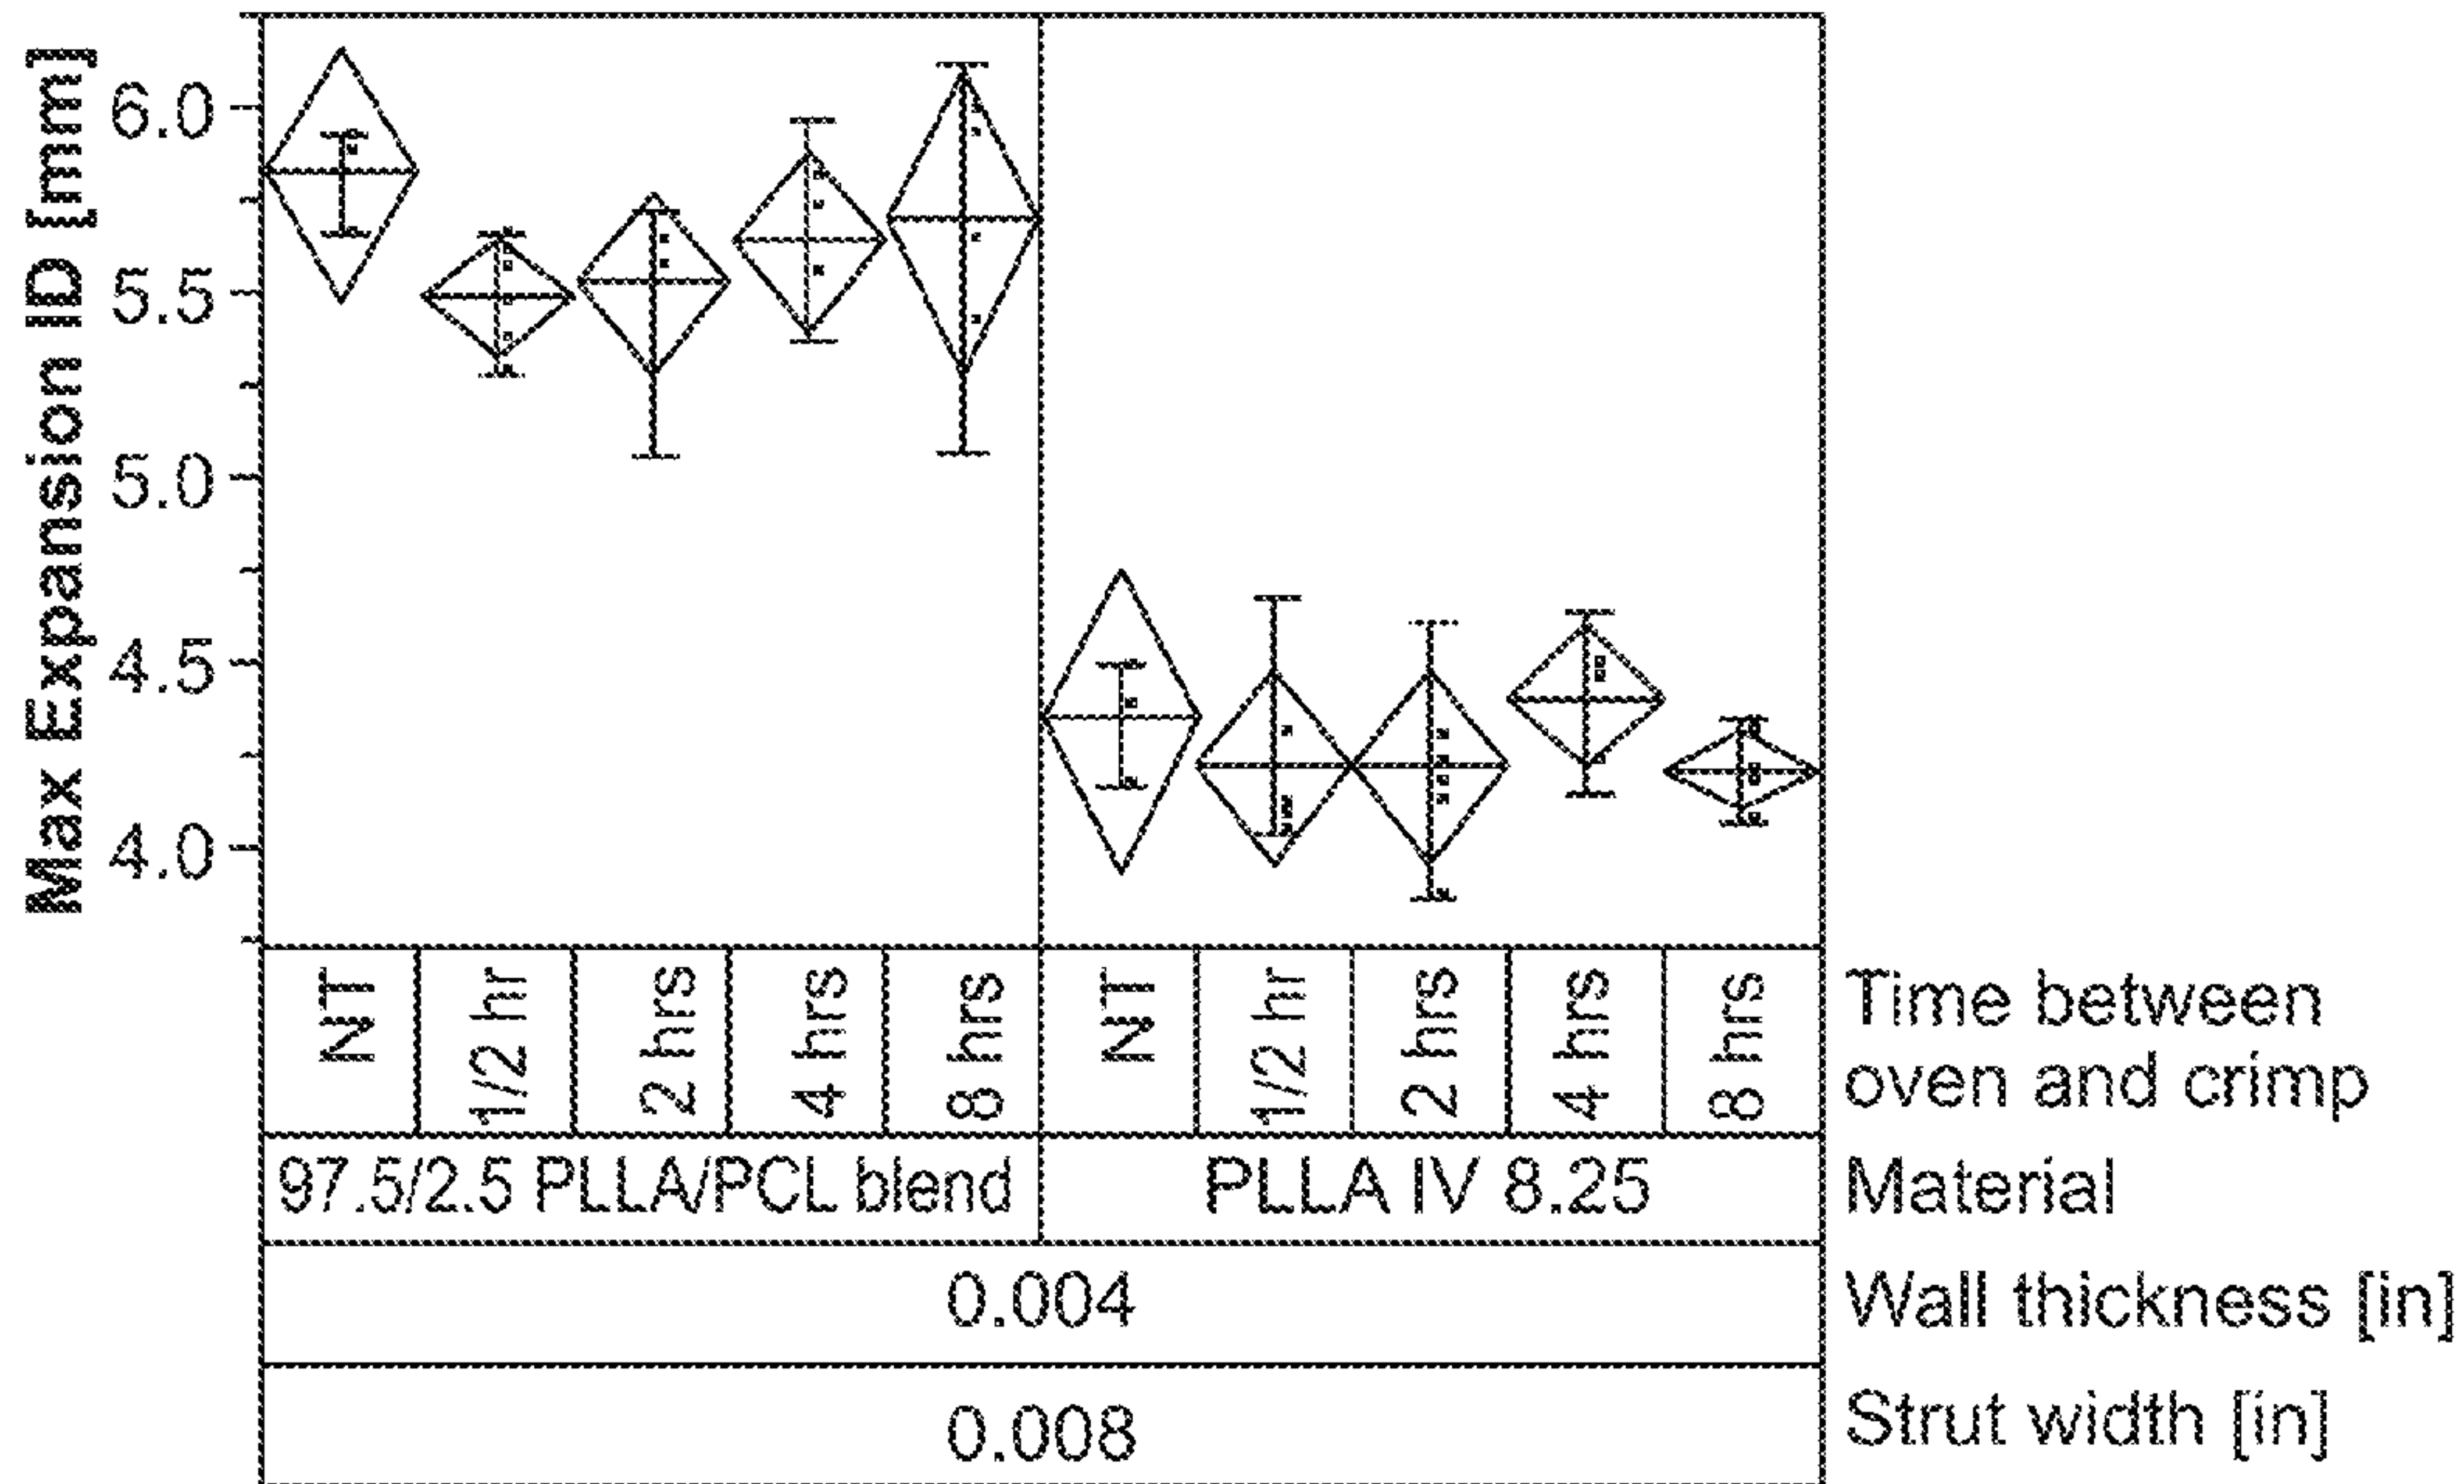 Max Expansion ID [mm]
6.0
5.5
5.0
4.5
4.0
NT
1/2 hr
2 hrs
4 hrs
8 hrs
NT
1/2 hr
2 hrs
4 hrs
8 hrs
Time between
oven and crimp
97.5/2.5 PLLA/PCL blend
PLLA IV 8.25
Material
0.004
Wall thickness [in]
0.008
Strut width [in]